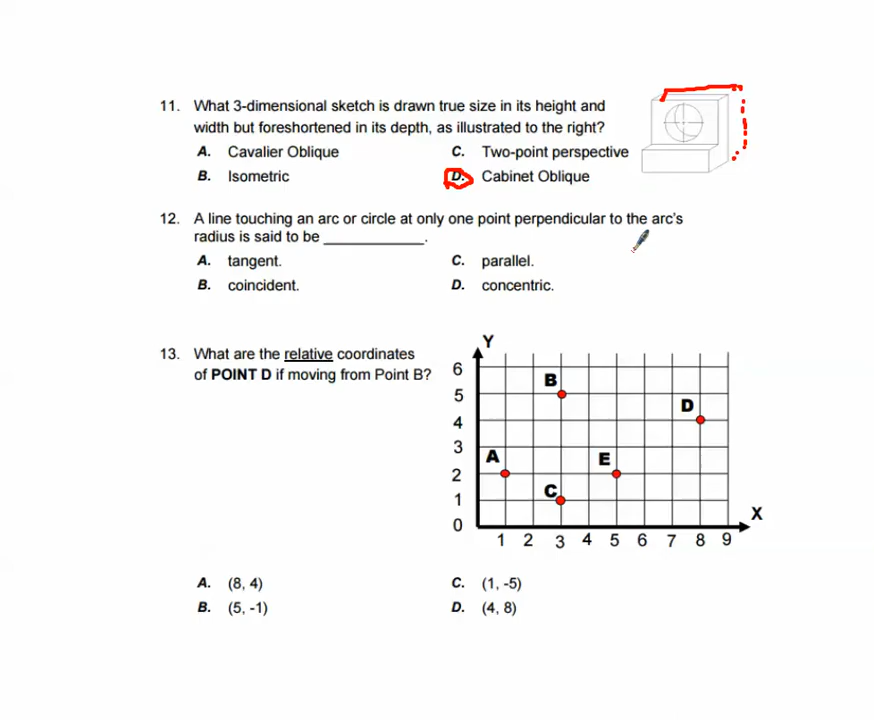 11. What 3-dimensional sketch is drawn true size in its height and
width but foreshortened in its depth, as illustrated to the right?
A. Cavalier Oblique
C. Two-point perspective
B. Isometric
D. Cabinet Oblique
12. A line touching an arc or circle at only one point perpendicular to the arc's
radius is said to be ____________.
A. tangent.
C. parallel.
B. coincident.
D. concentric.
13. What are the relative coordinates
of POINT D if moving from Point B?
Y
6
B
5
D
4
3
A
E
2
C
1
0
X
1 2 3 4 5 6 7 8 9
A. (8, 4)
C. (1, -5)
B. (5, -1)
D. (4, 8)